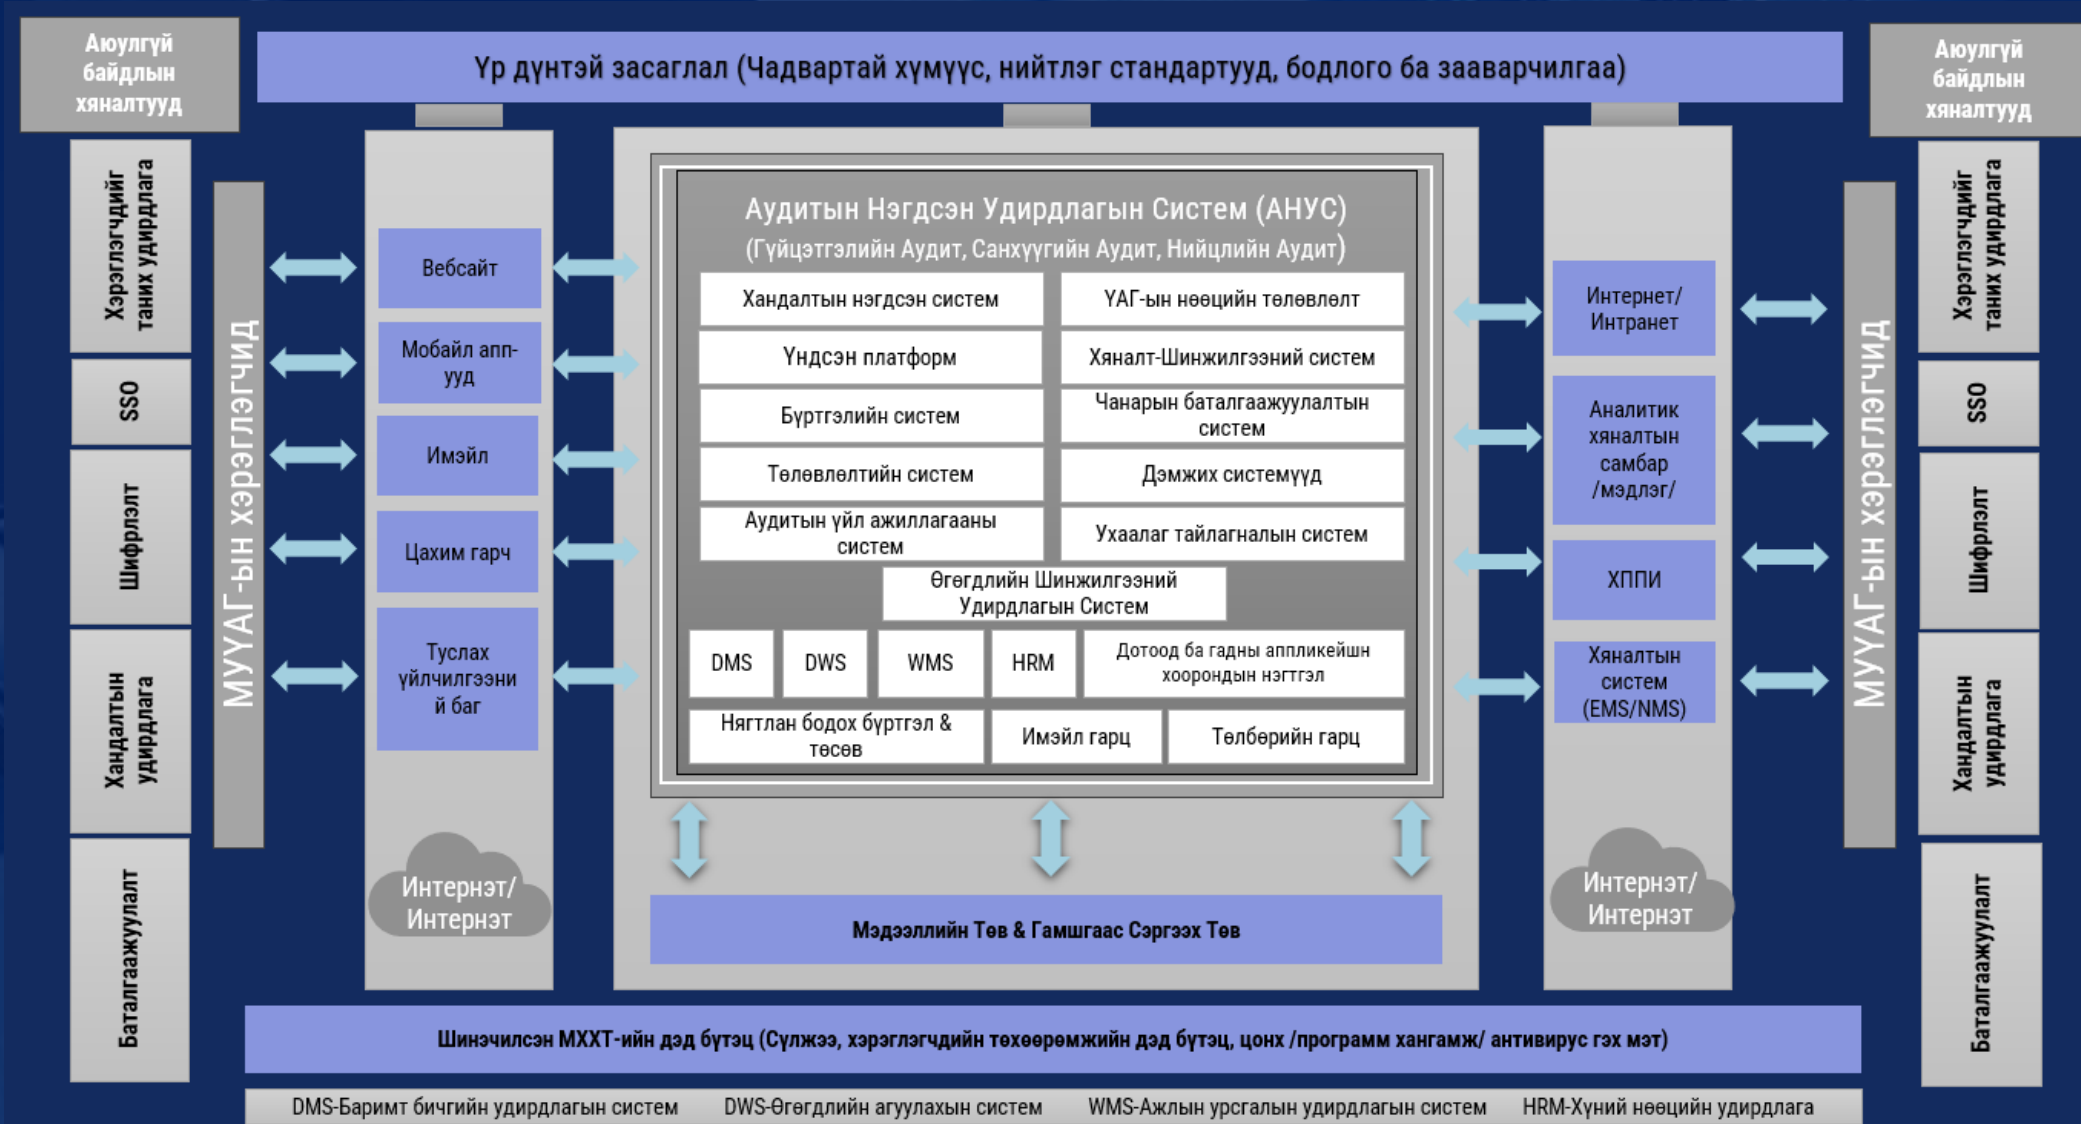 Аюулгүй
байдлын
хяналтууд
Үр дүнтэй засаглал (Чадвартай хүмүүс, нийтлэг стандартууд, бодлого ба зааварчилгаа)
Аюулгүй
байдлын
хяналтууд
Хэрэглэгчдийг
таних удирдлага
SSO
Шифрлэлт
Хандалтын
удирдлага
Баталгаажуулалт
МУҮАГ-ын хэрэглэгчид
Вебсайт
Мобайл апп-
ууд
Имэйл
Цахим гарч
Туслах
үйлчилгээни
й баг
Интернэт/
Интернэт
Аудитын Нэгдсэн Удирдлагын Систем (АНУС)
(Гүйцэтгэлийн Аудит, Санхүүгийн Аудит, Нийцлийн Аудит)
Хандалтын нэгдсэн систем
ҮАГ-ын нөөцийн төлөвлөлт
Үндсэн платформ
Хяналт-Шинжилгээний систем
Бүртгэлийн систем
Чанарын баталгаажуулалтын
систем
Төлөвлөлтийн систем
Дэмжих системүүд
Аудитын үйл ажиллагааны
систем
Ухаалаг тайлагналын систем
Өгөгдлийн Шинжилгээний
Удирдлагын Систем
DMS
DWS
WMS
HRM
Дотоод ба гадны аппликейшн
хоорондын нэгтгэл
Нягтлан бодох бүртгэл &
төсөв
Имэйл гарц
Төлбөрийн гарц
Мэдээллийн Төв & Гамшгаас Сэргээх Төв
Интернет/
Интранет
Аналитик
хяналтын
самбар
/мэдлэг/
ХППИ
Хяналтын
систем
(EMS/NMS)
Интернэт/
Интернэт
МУҮАГ-ын хэрэглэгчид
Хэрэглэгчдийг
таних удирдлага
SSO
Шифрлэлт
Хандалтын
удирдлага
Баталгаажуулалт
Шинэчилсэн МХХТ-ийн дэд бүтэц (Сүлжээ, хэрэглэгчдийн төхөөрөмжийн дэд бүтэц, цонх /программ хангамж/ антивирус гэх мэт)
DMS-Баримт бичгийн удирдлагын систем DWS-Өгөгдлийн агуулахын систем WMS-Ажлын урсгалын удирдлагын систем HRM-Хүний нөөцийн удирдлага